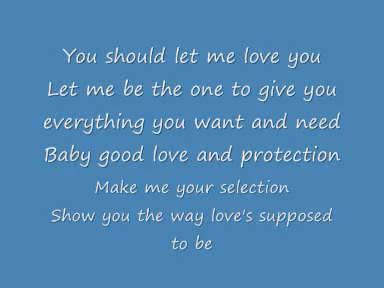 You should let me love you
Let me be the one to give you
everything you want and need
Baby good love and protection
Make me your selection
Show you the way love's supposed
to be